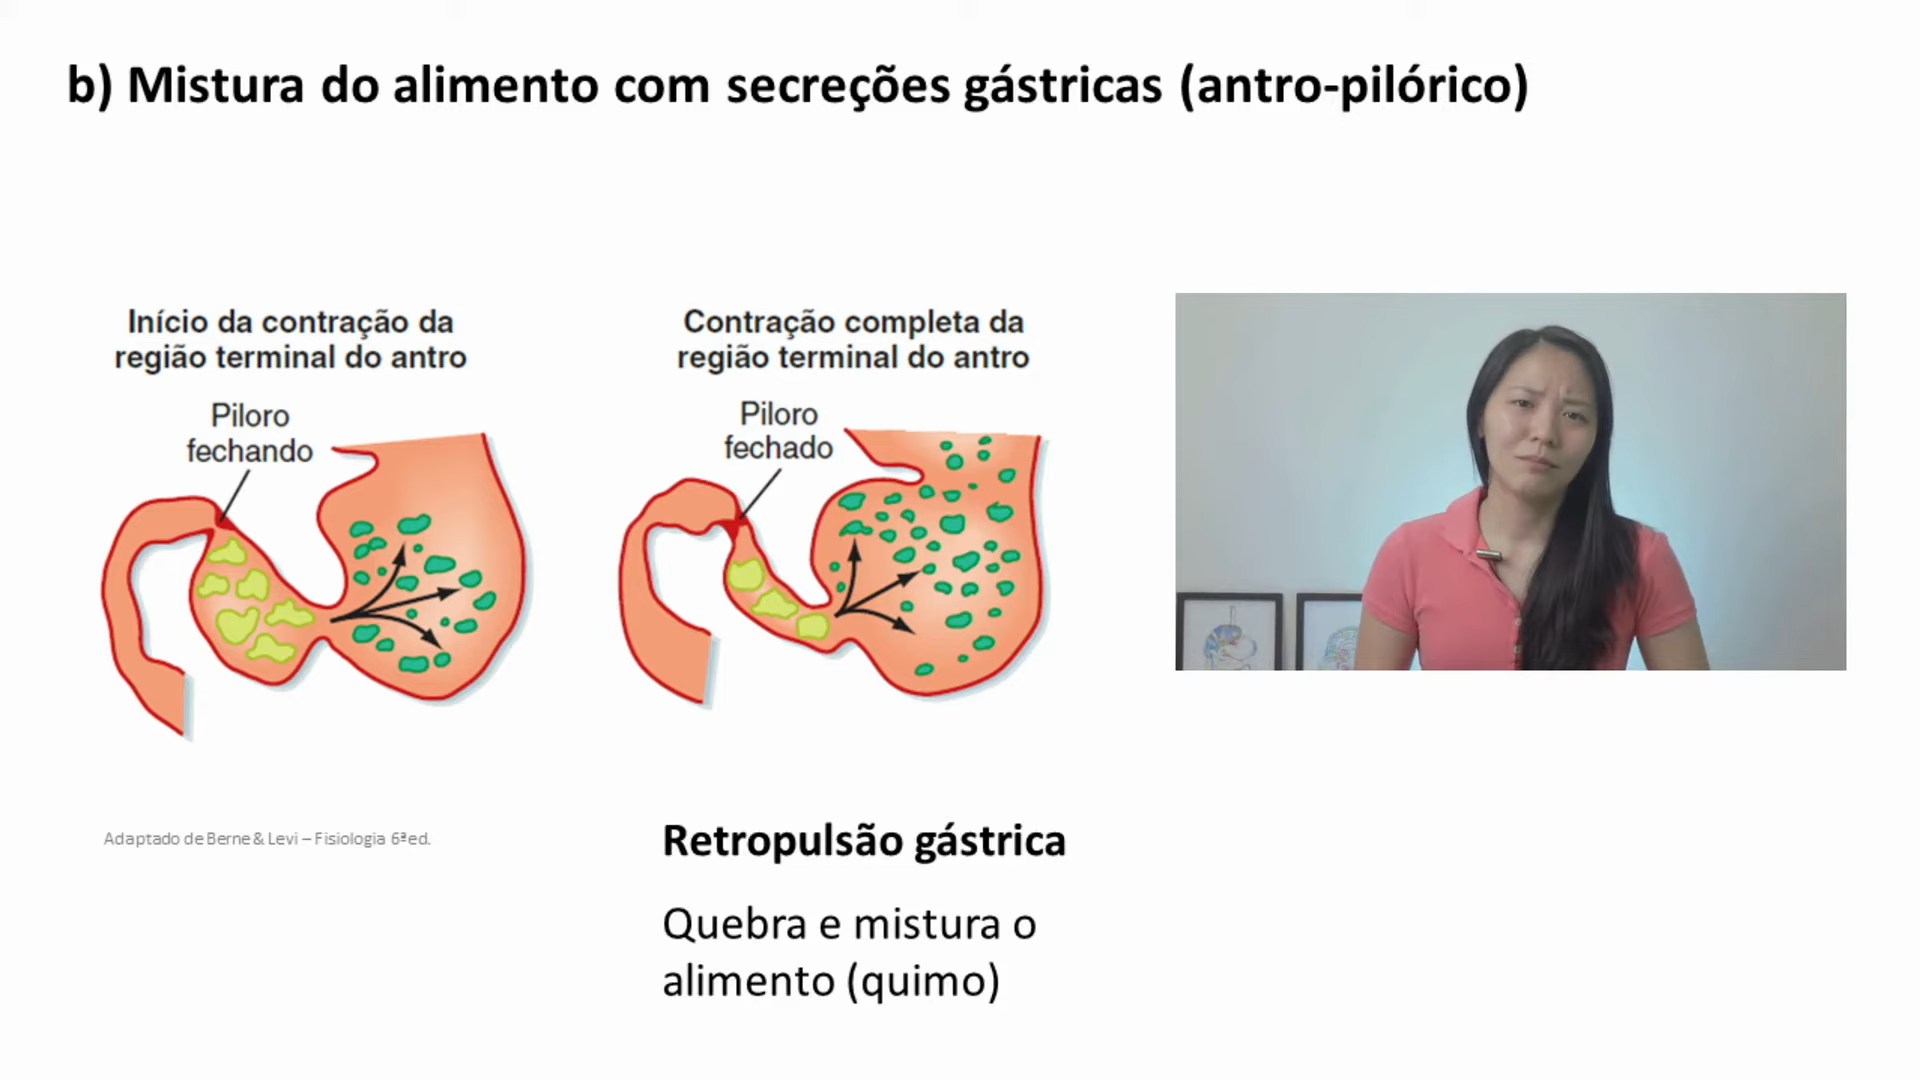 b) Mistura do alimento com secreções gástricas (antro-pilórico)
Início da contração da
região terminal do antro
Piloro
fechando
Contração completa da
região terminal do antro
Piloro
fechado
Adaptado de Berne & Levi – Fisiologia 6ªed.
Retropulsão gástrica
Quebra e mistura o
alimento (quimo)